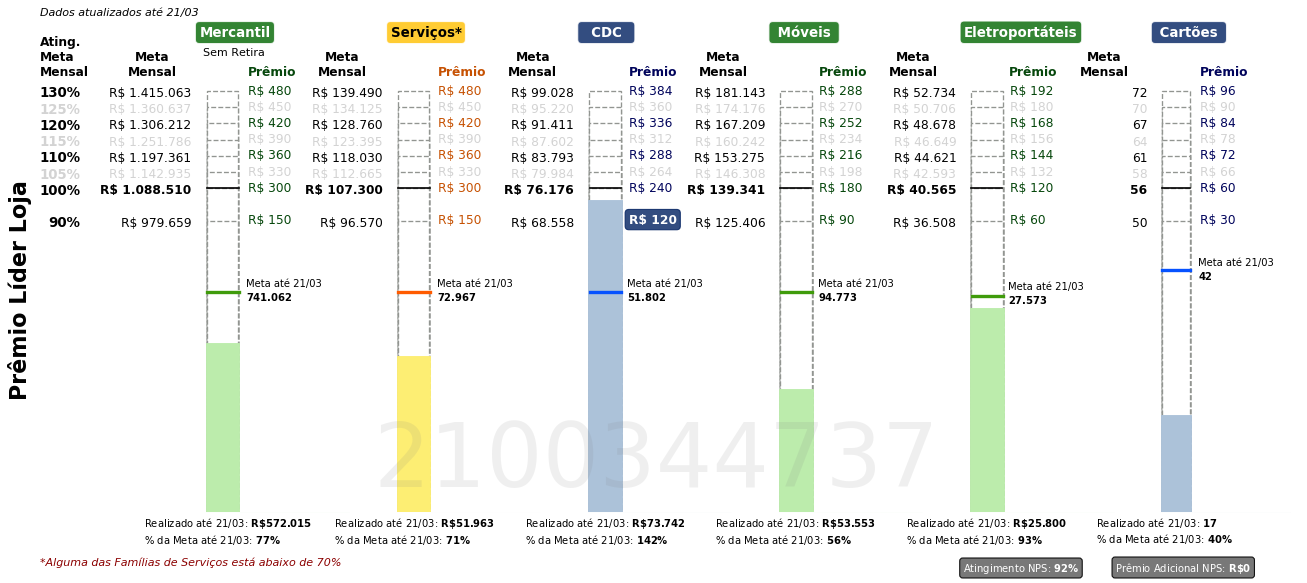 Dados atualizados até 21/03
Mercantil Serviços* CDC Móveis Eletroportáteis Cartões
Sem Retira
Ating. Meta Mensal Meta Mensal Prêmio Meta Mensal Prêmio Meta Mensal Prêmio Meta Mensal Prêmio Meta Mensal Prêmio Meta Mensal Prêmio
130% R$ 1.415.063 R$ 480 R$ 139.490 R$ 480 R$ 99.028 R$ 384 R$ 181.143 R$ 288 R$ 52.734 R$ 192 72 R$ 96
125% R$ 1.360.637 R$ 450 R$ 134.125 R$ 450 R$ 95.220 R$ 360 R$ 174.176 R$ 270 R$ 50.706 R$ 180 70 R$ 90
120% R$ 1.306.212 R$ 420 R$ 128.760 R$ 420 R$ 91.411 R$ 336 R$ 167.209 R$ 252 R$ 48.678 R$ 168 67 R$ 84
115% R$ 1.251.786 R$ 390 R$ 123.395 R$ 390 R$ 87.602 R$ 312 R$ 160.242 R$ 234 R$ 46.649 R$ 156 64 R$ 78
110% R$ 1.197.361 R$ 360 R$ 118.030 R$ 360 R$ 83.793 R$ 288 R$ 153.275 R$ 216 R$ 44.621 R$ 144 61 R$ 72
105% R$ 1.142.935 R$ 330 R$ 112.665 R$ 330 R$ 79.984 R$ 264 R$ 146.308 R$ 198 R$ 42.593 R$ 132 58 R$ 66
100% R$ 1.088.510 R$ 300 R$ 107.300 R$ 300 R$ 76.176 R$ 240 R$ 139.341 R$ 180 R$ 40.565 R$ 120 56 R$ 60
90% R$ 979.659 R$ 150 R$ 96.570 R$ 150 R$ 68.558 R$ 120 R$ 125.406 R$ 90 R$ 36.508 R$ 60 50 R$ 30
Prêmio Líder Loja
Meta até 21/03 Meta até 21/03 Meta até 21/03 Meta até 21/03 Meta até 21/03 Meta até 21/03
741.062 72.967 51.802 94.773 27.573 42
2100344737
Realizado até 21/03: R$572.015 Realizado até 21/03: R$51.963 Realizado até 21/03: R$73.742 Realizado até 21/03: R$53.553 Realizado até 21/03: R$25.800 Realizado até 21/03: 17
% da Meta até 21/03: 77% % da Meta até 21/03: 71% % da Meta até 21/03: 142% % da Meta até 21/03: 56% % da Meta até 21/03: 93% % da Meta até 21/03: 40%
*Alguma das Famílias de Serviços está abaixo de 70%
Atingimento NPS: 92% Prêmio Adicional NPS: R$0